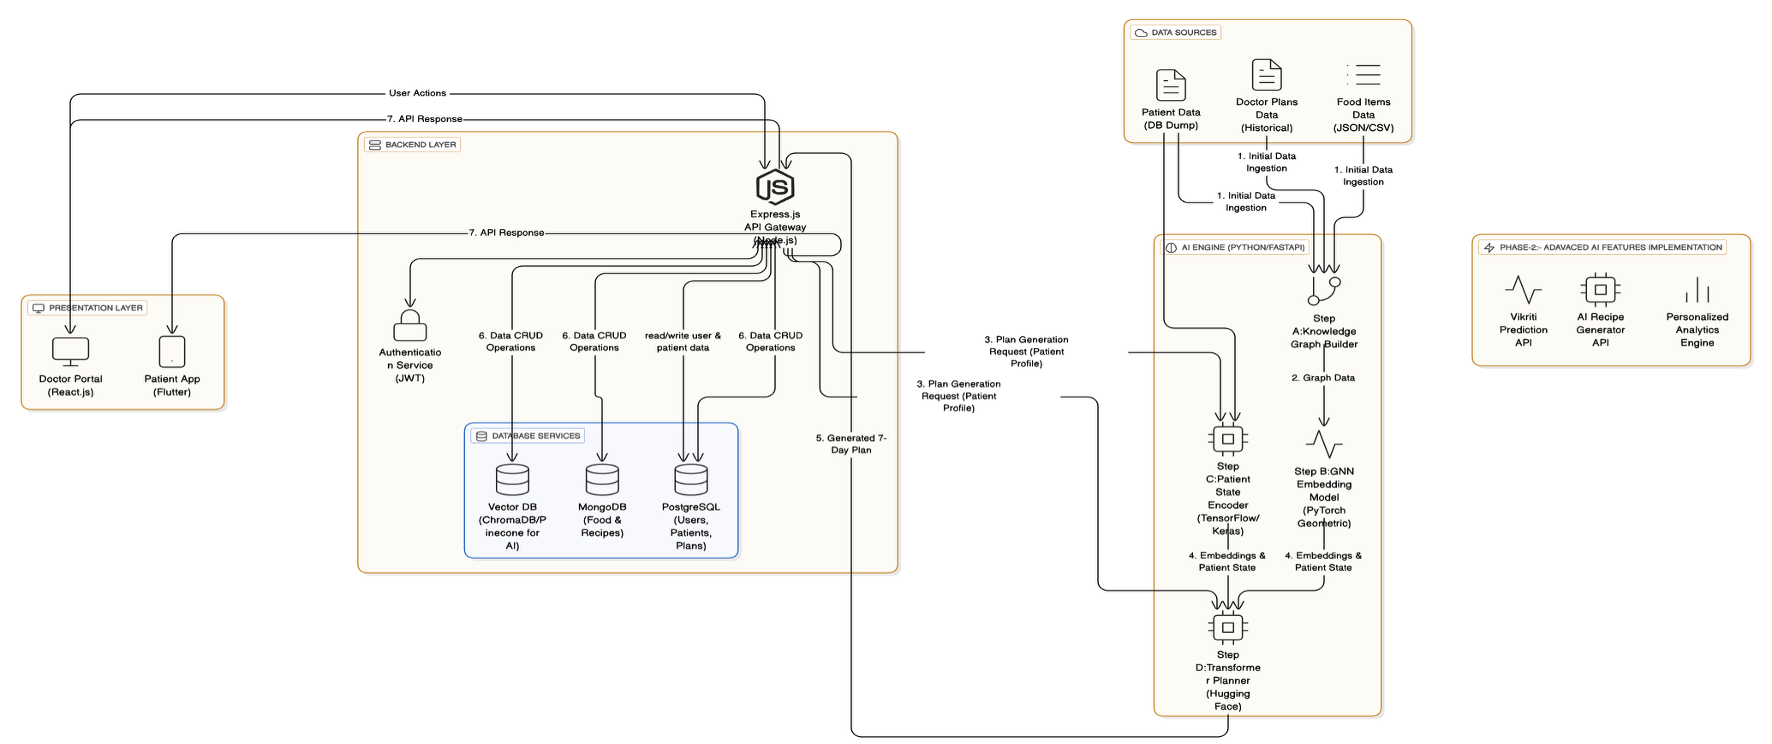 DATA SOURCES
Patient Data
(DB Dump)
Doctor Plans
Data
(Historical)
Food Items
Data
(JSON/CSV)
User Actions
7. API Response
BACKEND LAYER
1. Initial Data
Ingestion
1. Initial Data
Ingestion
1. Initial Data
Ingestion
Express.js
API Gateway
(Node.js)
7. API Response
AI ENGINE (PYTHON/FASTAPI)
PHASE-2:- ADAVACED AI FEATURES IMPLEMENTATION
Vikriti
Prediction
API
AI Recipe
Generator
API
Personalized
Analytics
Engine
PRESENTATION LAYER
Doctor Portal
(React.js)
Patient App
(Flutter)
Authenticatio
n Service
(JWT)
6. Data CRUD
Operations
6. Data CRUD
Operations
read/write user &
patient data
6. Data CRUD
Operations
3. Plan Generation
Request (Patient
Profile)
3. Plan Generation
Request (Patient
Profile)
Step
A:Knowledge
Graph Builder
2. Graph Data
5. Generated 7-
Day Plan
DATABASE SERVICES
Vector DB
(ChromaDB/P
inecone for
AI)
MongoDB
(Food &
Recipes)
PostgreSQL
(Users,
Patients,
Plans)
Step
C:Patient
State
Encoder
(TensorFlow/
Keras)
Step B:GNN
Embedding
Model
(PyTorch
Geometric)
4. Embeddings &
Patient State
4. Embeddings &
Patient State
Step
D:Transforme
r Planner
(Hugging
Face)